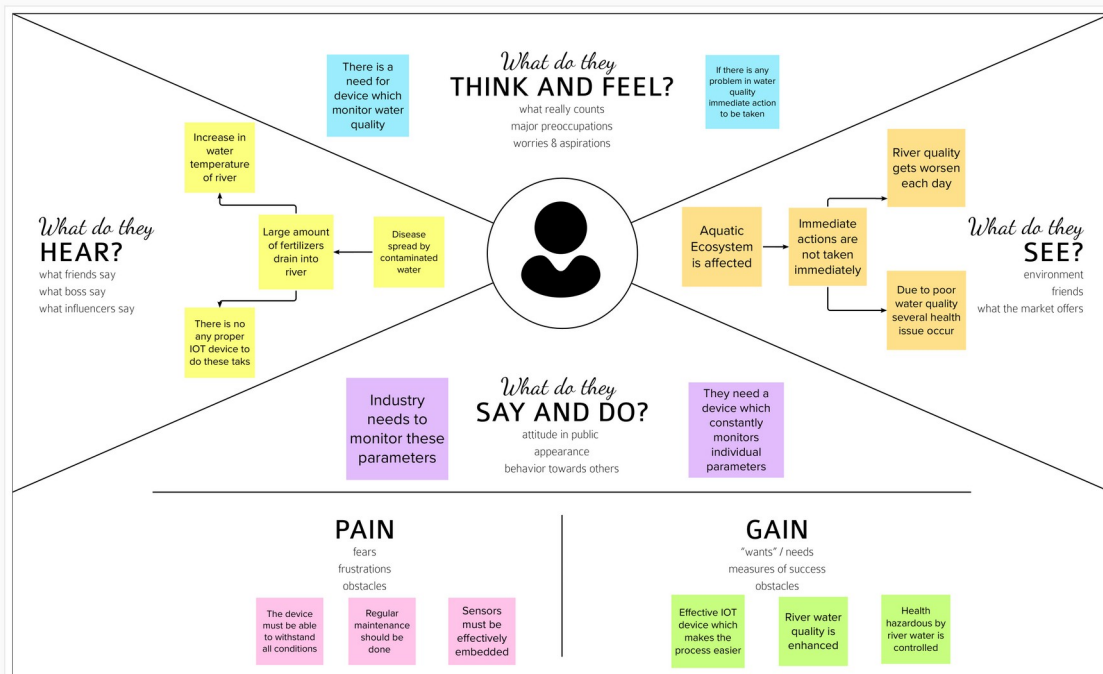 What do they
THINK AND FEEL?
what really counts
major preoccupations
worries & aspirations
There is a
need for
device which
monitor water
quality
If there is any
problem in water
quality
immediate action
to be taken
What do they
HEAR?
what friends say
what boss say
what influencers say
Increase in
water
temperature
of river
Large amount
of fertilizers
drain into
river
Disease
spread by
contaminated
water
There is no
any proper
IOT device to
do these taks
Aquatic
Ecosystem
is affected
Immediate
actions are
not taken
immediately
River quality
gets worsen
each day
Due to poor
water quality
several health
issue occur
What do they
SEE?
environment
friends
what the market offers
What do they
SAY AND DO?
attitude in public
appearance
behavior towards others
Industry
needs to
monitor these
parameters
They need a
device which
constantly
monitors
individual
parameters
PAIN
fears
frustrations
obstacles
The device
must be able
to withstand
all conditions
Regular
maintenance
should be
done
Sensors
must be
effectively
embedded
GAIN
"wants" / needs
measures of success
obstacles
Effective IOT
device which
makes the
process easier
River water
quality is
enhanced
Health
hazardous by
river water is
controlled